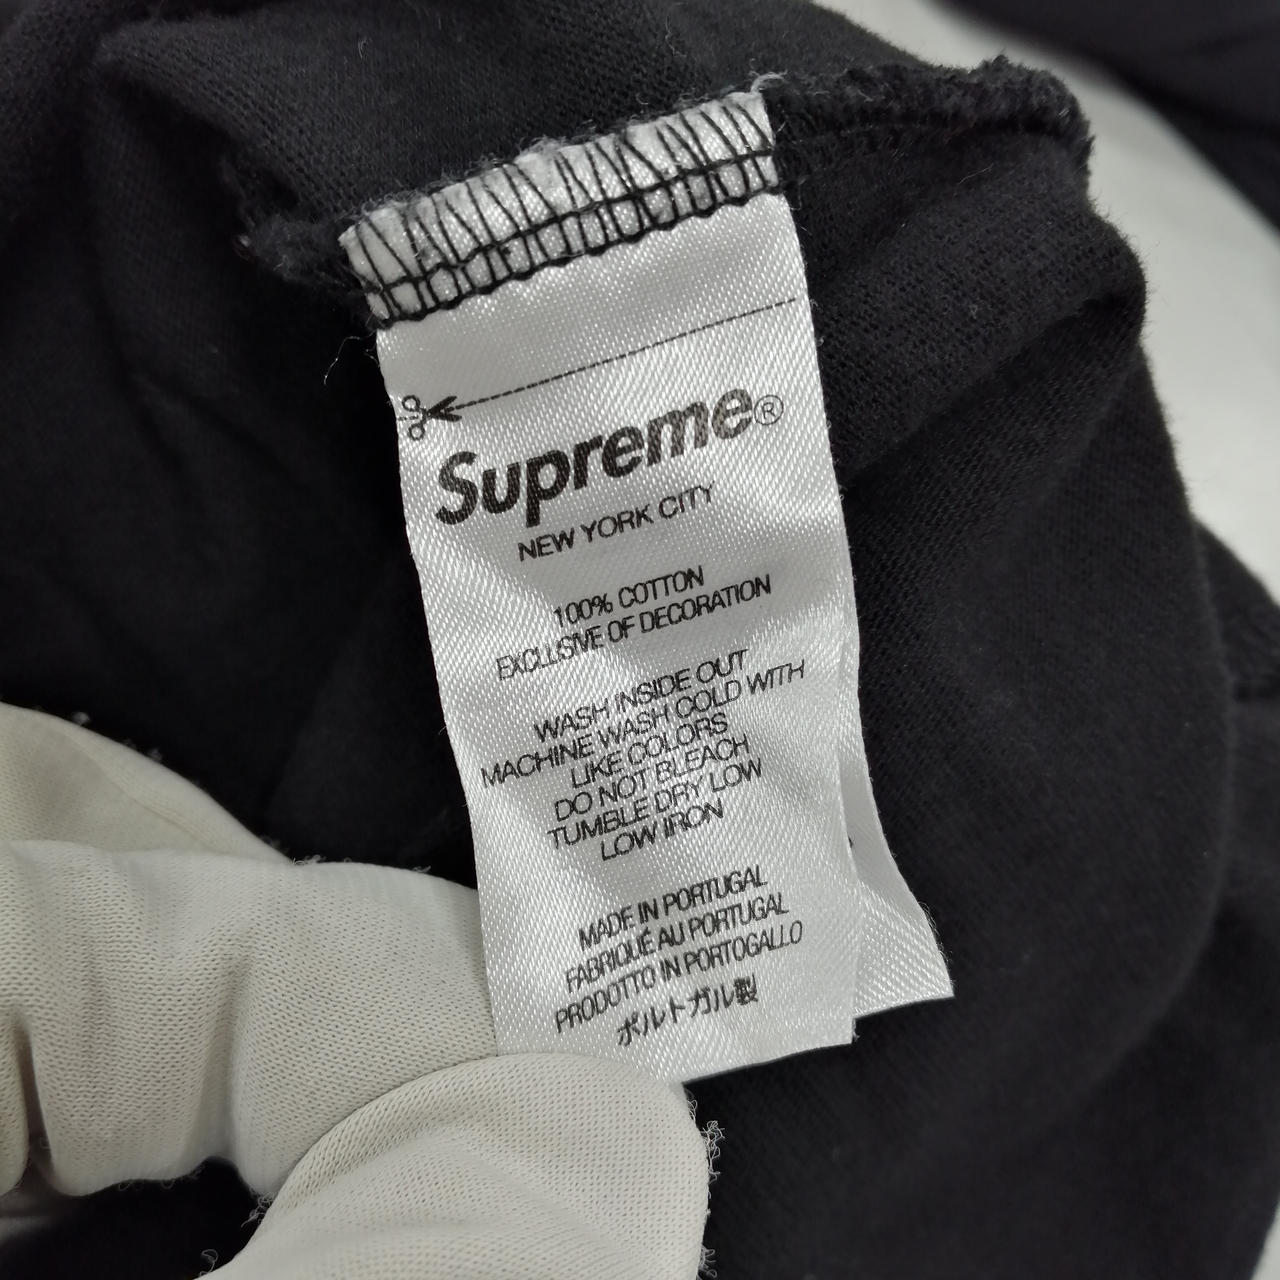 Supreme®
NEW YORK CITY
100% COTTON
EXCLUSIVE OF DECORATION
WASH INSIDE OUT
MACHINE WASH COLD WITH
LIKE COLORS
DO NOT BLEACH
TUMBLE DRY LOW
LOW IRON
MADE IN PORTUGAL
FABRIQUÉ AU PORTUGAL
PRODOTTO IN PORTOGALLO
ポルトガル製